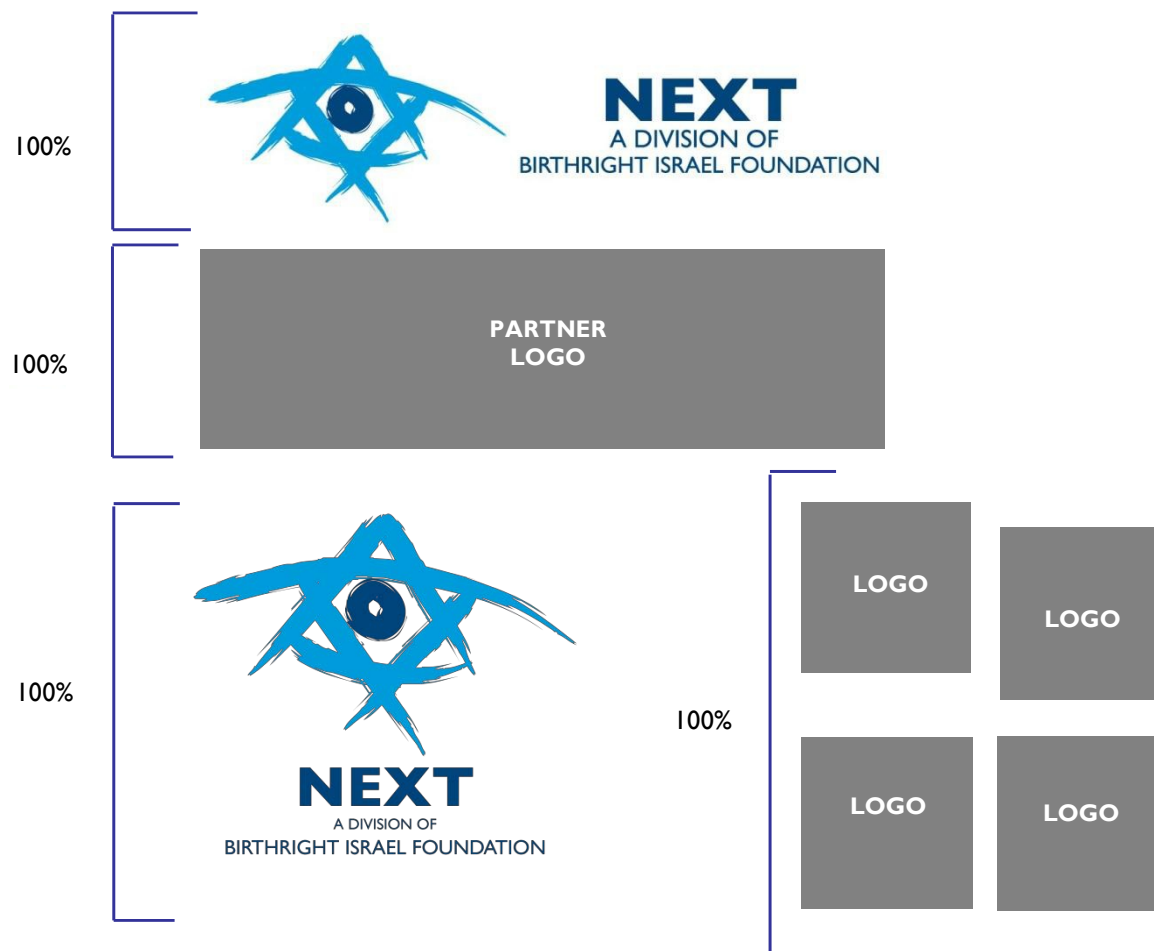 100%
NEXT
A DIVISION OF
BIRTHRIGHT ISRAEL FOUNDATION
100%
PARTNER
LOGO
100%
NEXT
A DIVISION OF
BIRTHRIGHT ISRAEL FOUNDATION
100%
LOGO
LOGO
LOGO
LOGO